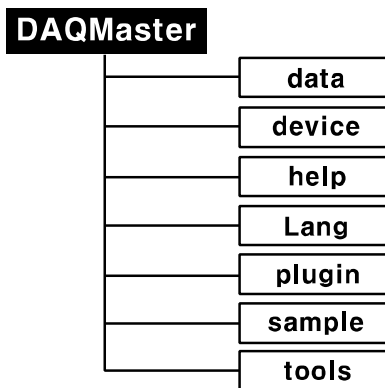 DAQMaster
data
device
help
Lang
plugin
sample
tools